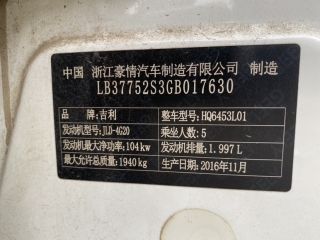 中国 浙江豪情汽车制造有限公司 制造
LB37752S3GB017630
品牌:吉利 整车型号:HQ6453L01
发动机型号:JLD-4G20 乘坐人数:5
发动机最大净功率:104kw 发动机排量:1.997L
最大允许总质量:1940kg 生产日期:2016年11月